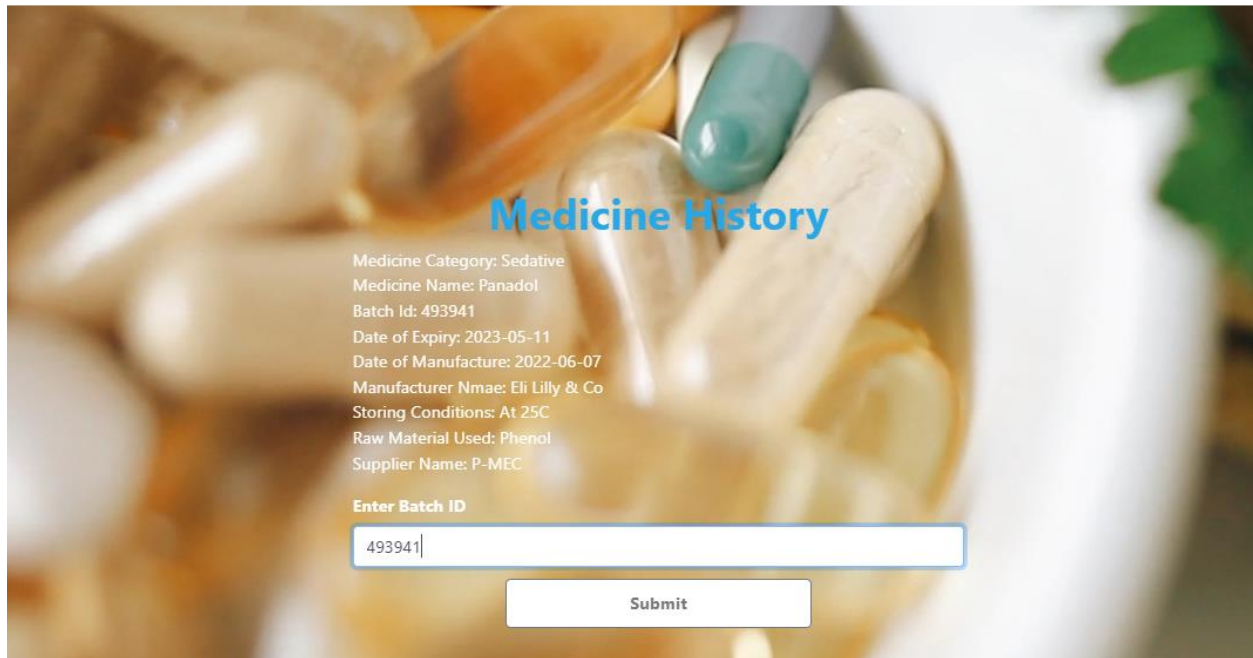 Medicine History
Medicine Category: Sedative
Medicine Name: Panadol
Batch Id: 493941
Date of Expiry: 2023-05-11
Date of Manufacture: 2022-06-07
Manufacturer Nmae: Eli Lilly & Co
Storing Conditions: At 25C
Raw Material Used: Phenol
Supplier Name: P-MEC
Enter Batch ID
493941
Submit